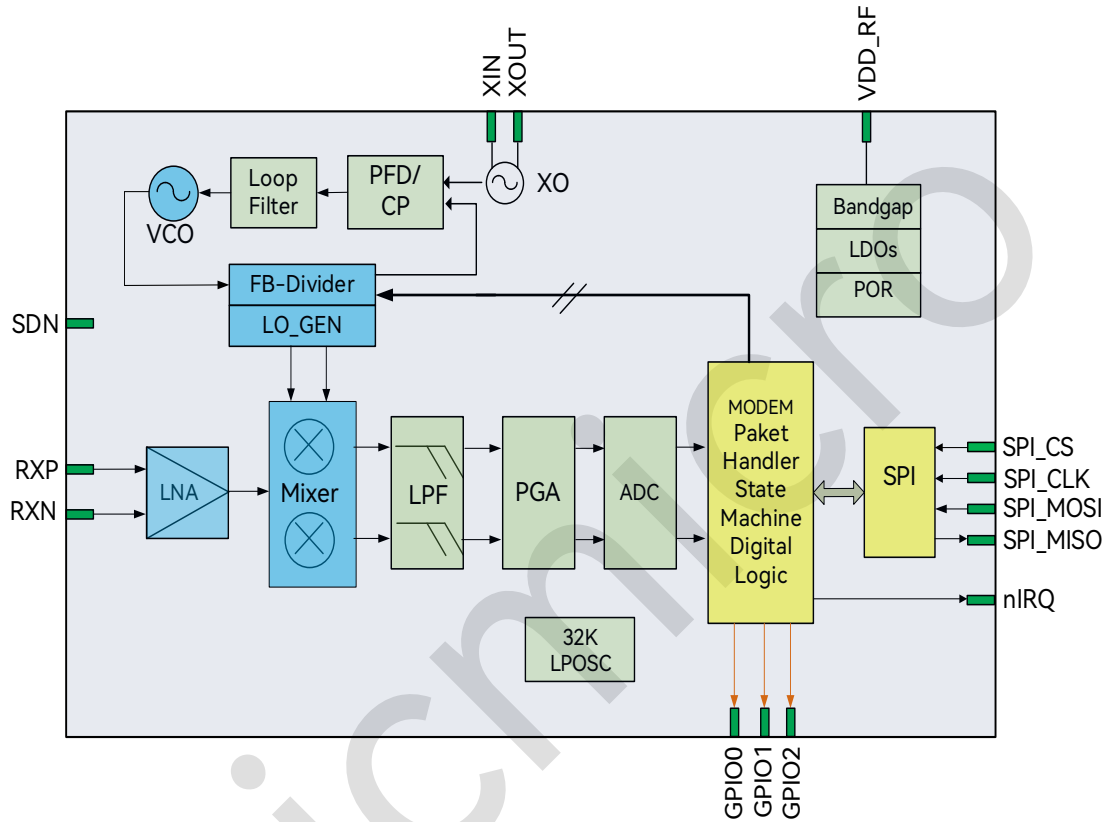 XIN
XOUT
VDD_RF
Loop
Filter
PFD/
CP
XO
VCO
Bandgap
LDOs
POR
FB-Divider
LO_GEN
SDN
RXP
RXN
LNA
Mixer
LPF
PGA
ADC
MODEM
Paket
Handler
State
Machine
Digital
Logic
SPI
SPI_CS
SPI_CLK
SPI_MOSI
SPI_MISO
nIRQ
32K
LPOSC
GPIO0
GPIO1
GPIO2
icmicro